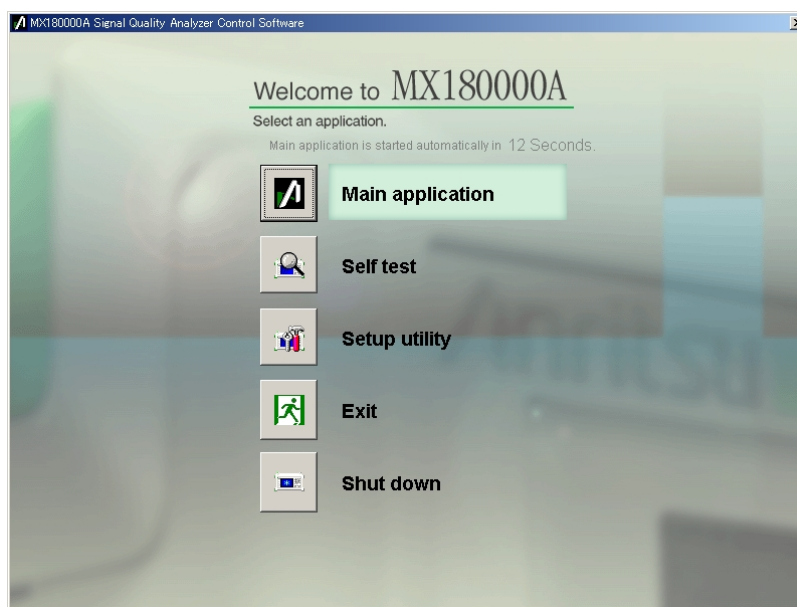 MX180000A Signal Quality Analyzer Control Software
Welcome to MX180000A
Select an application.
Main application is started automatically in 12 Seconds.
Main application
Self test
Setup utility
Exit
Shut down
Anritsu